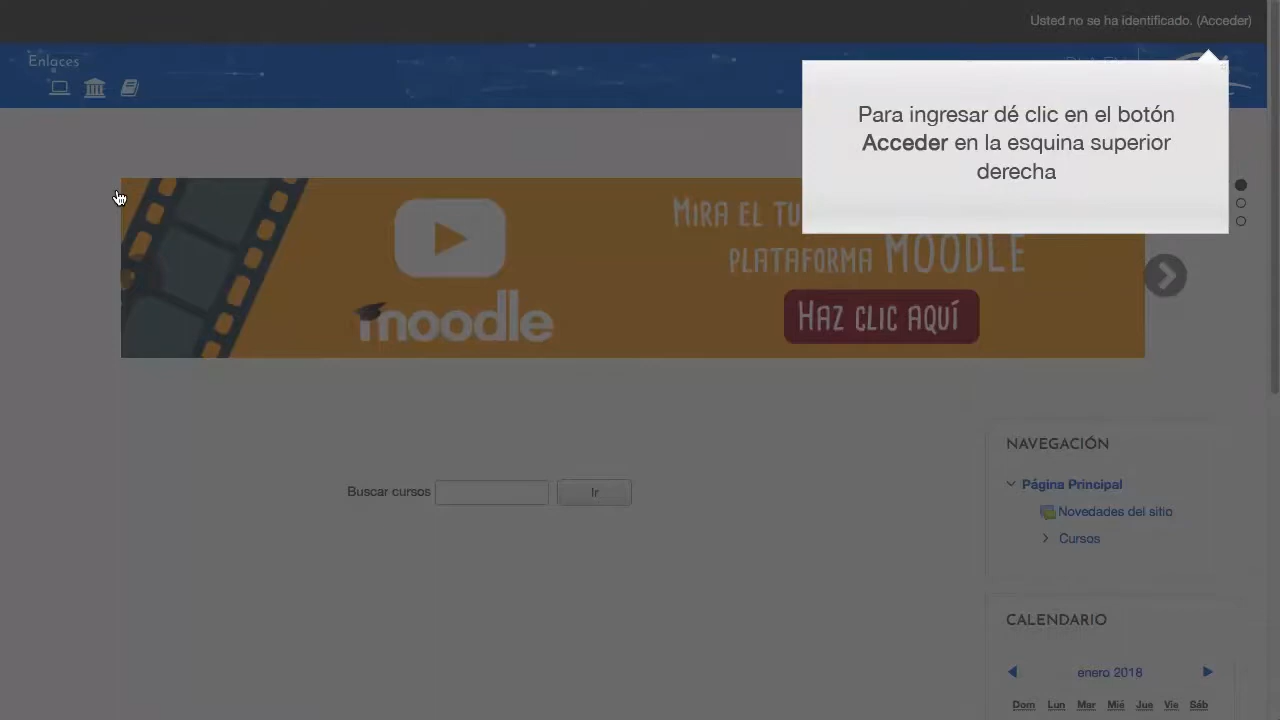 Usted no se ha identificado. (Acceder)
Enlaces
Para ingresar dé clic en el botón
Acceder en la esquina superior
derecha
MIRA EL TU
PLATAFORMA MOODLE
moodle
HAZ CLIC AQUÍ
Buscar cursos
Ir
NAVEGACIÓN
Página Principal
Novedades del sitio
Cursos
CALENDARIO
enero 2018
Dom Lun Mar Mié Jue Vie Sáb